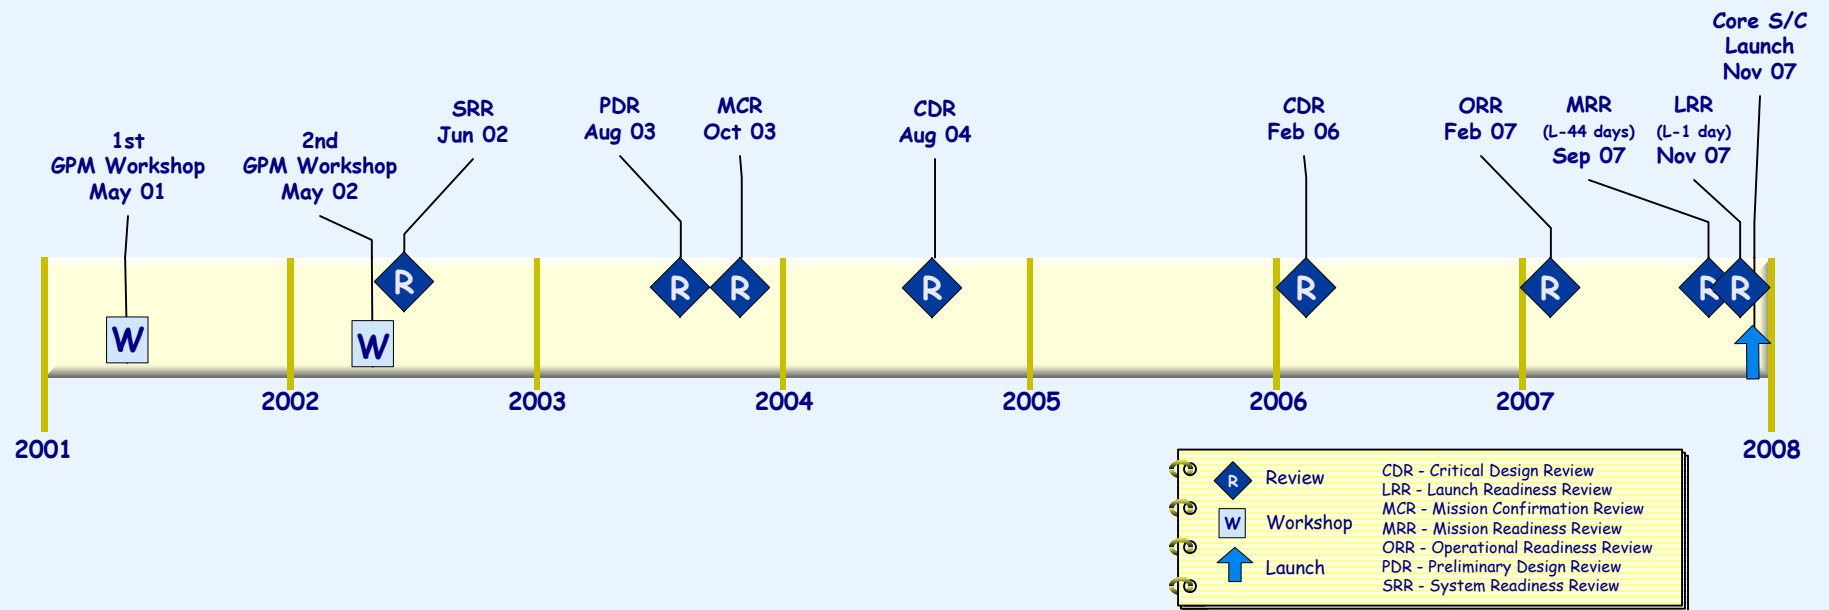 Core S/C
Launch
Nov 07
1st
GPM Workshop
May 01
2nd
GPM Workshop
May 02
SRR
Jun 02
PDR
Aug 03
MCR
Oct 03
CDR
Aug 04
CDR
Feb 06
ORR
Feb 07
MRR
(L-44 days)
Sep 07
LRR
(L-1 day)
Nov 07
W
W
R
R
R
R
R
R
R
R
2001
2002
2003
2004
2005
2006
2007
2008
R Review
W Workshop
Launch
CDR - Critical Design Review
LRR - Launch Readiness Review
MCR - Mission Confirmation Review
MRR - Mission Readiness Review
ORR - Operational Readiness Review
PDR - Preliminary Design Review
SRR - System Readiness Review